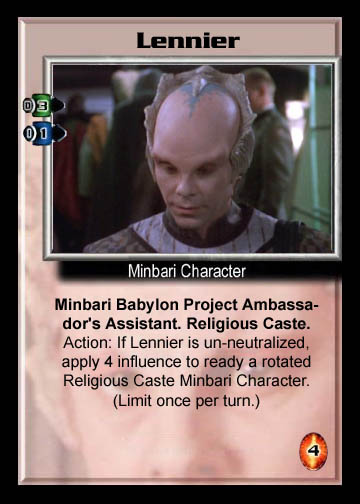 Lennier
3
1
Minbari Character
Minbari Babylon Project Ambassa-
dor's Assistant. Religious Caste.
Action: If Lennier is un-neutralized,
apply 4 influence to ready a rotated
Religious Caste Minbari Character.
(Limit once per turn.)
4